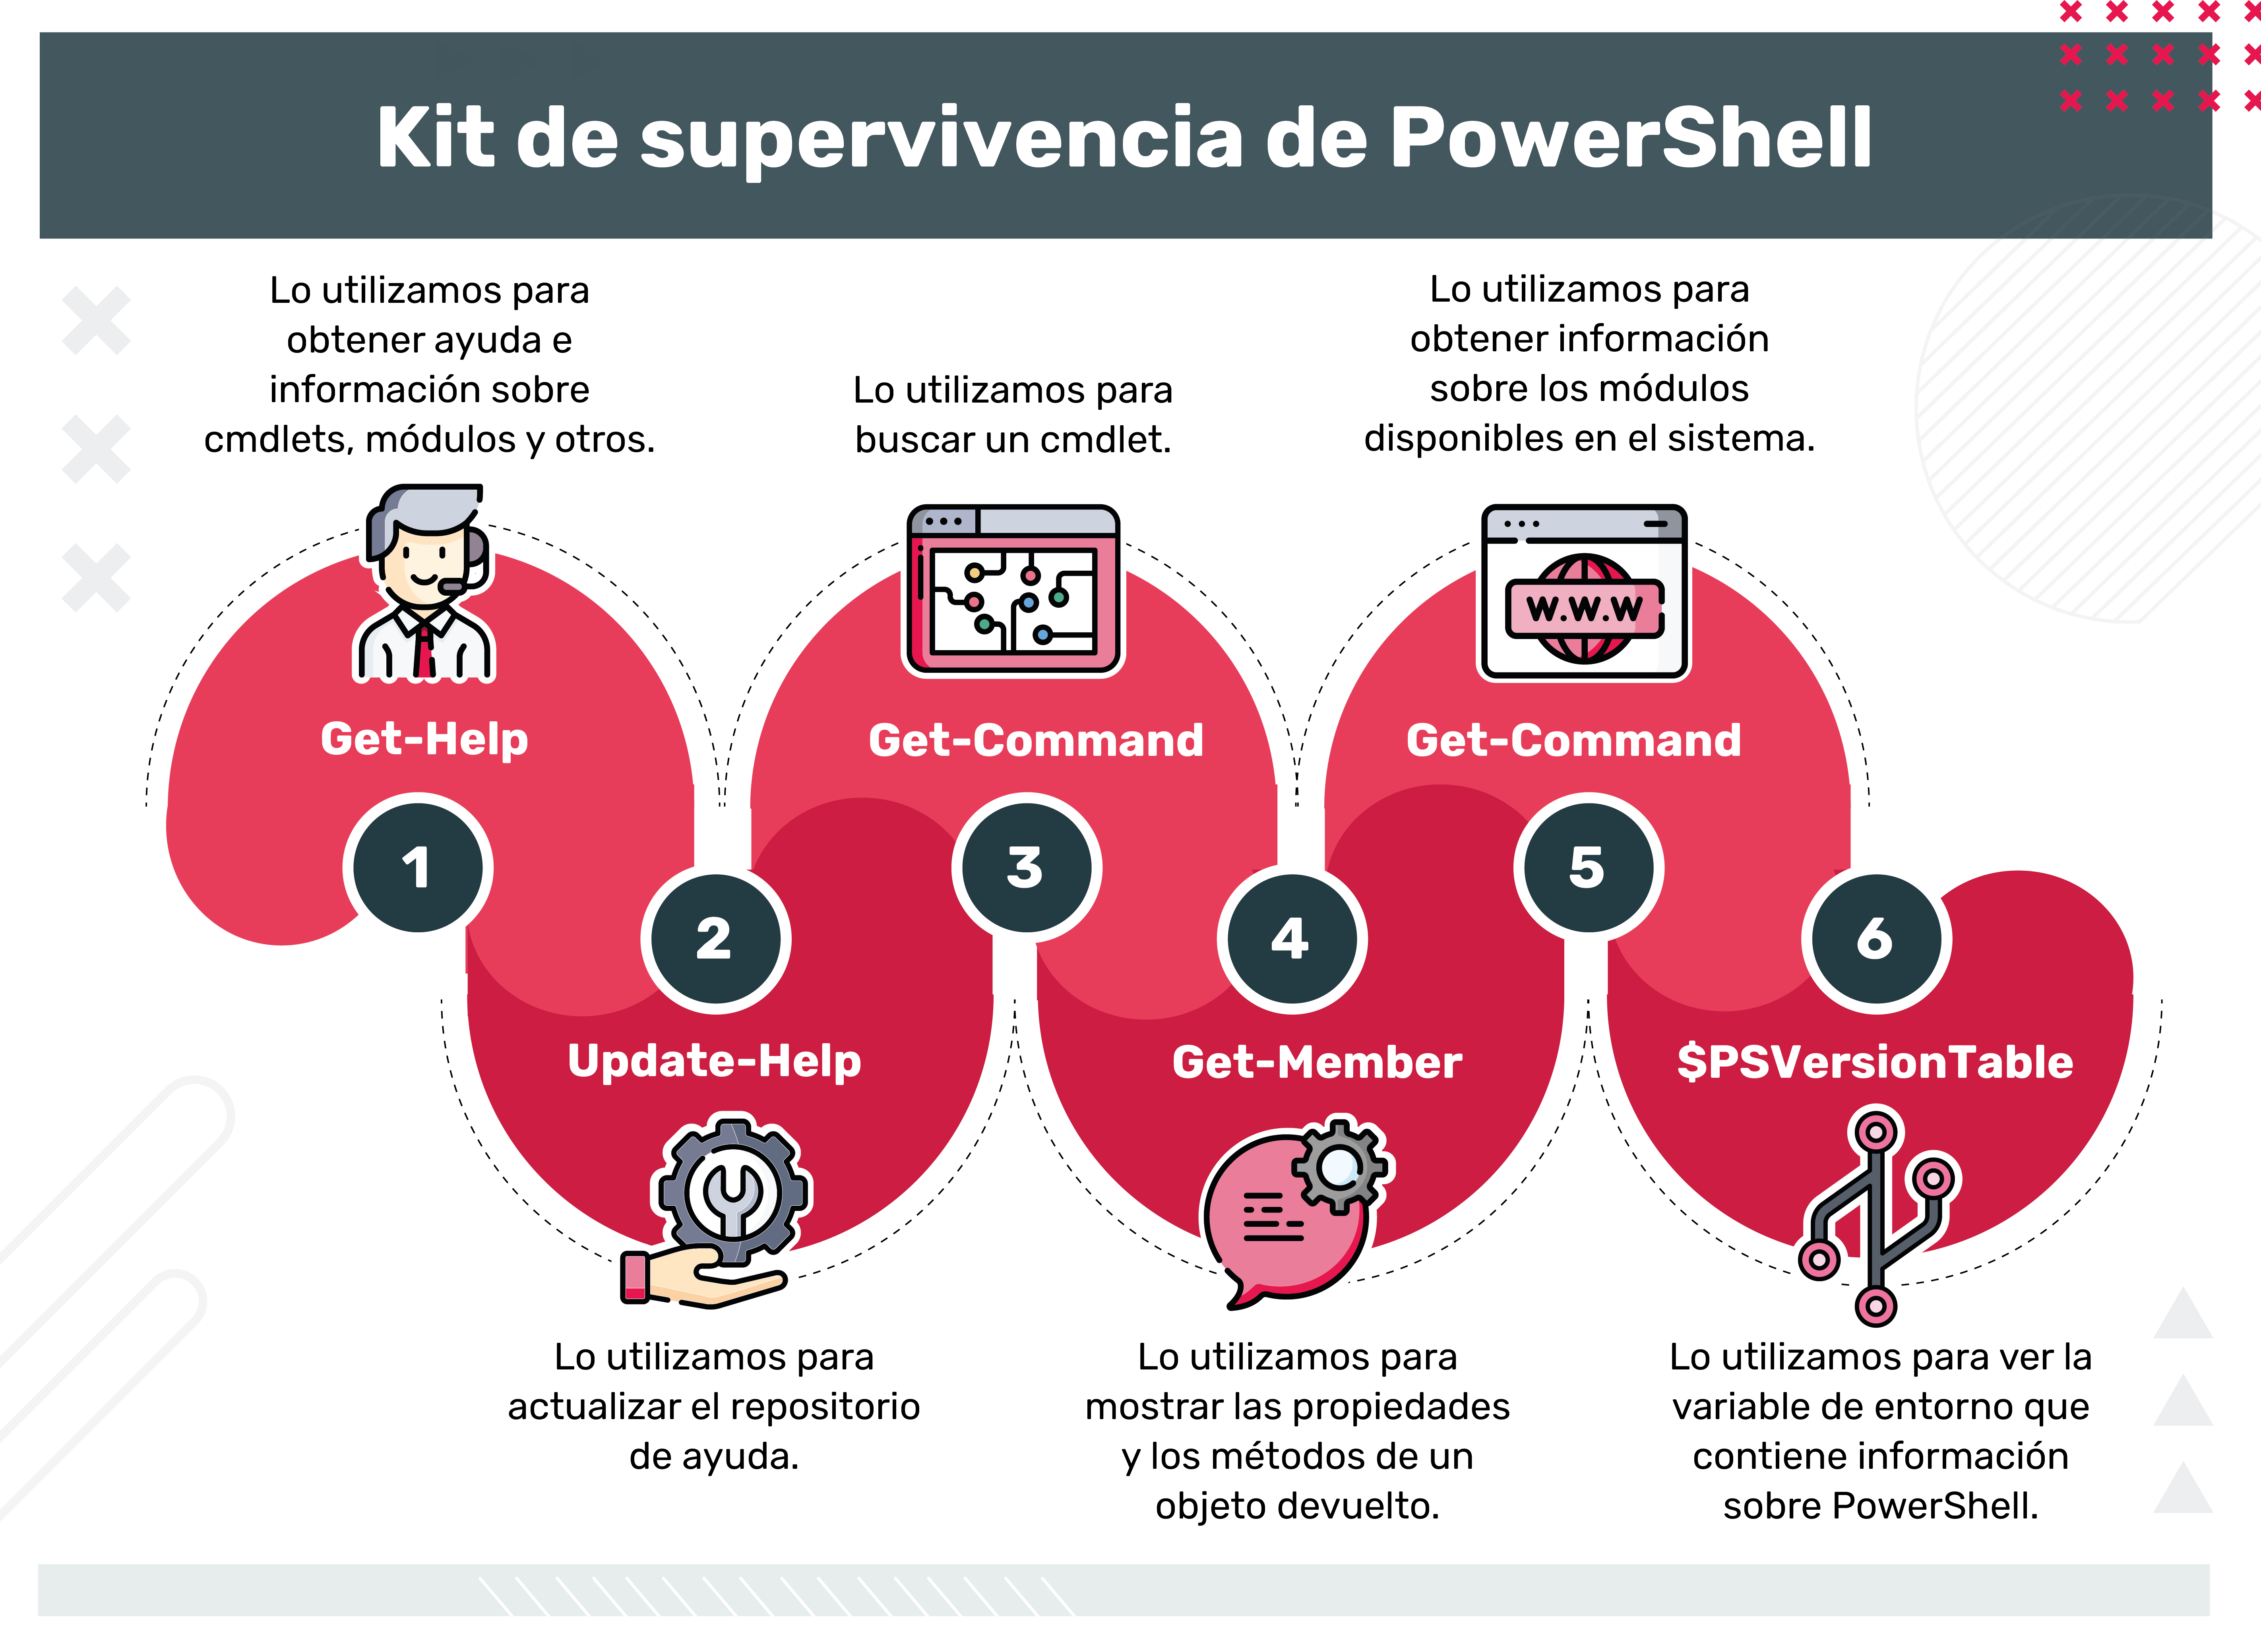 Kit de supervivencia de PowerShell
Lo utilizamos para
obtener ayuda e
información sobre
cmdlets, módulos y otros.
Get-Help
1
2
Update-Help
Lo utilizamos para
actualizar el repositorio
de ayuda.
Lo utilizamos para
buscar un cmdlet.
Get-Command
3
4
Get-Member
Lo utilizamos para
mostrar las propiedades
y los métodos de un
objeto devuelto.
Lo utilizamos para
obtener información
sobre los módulos
disponibles en el sistema.
W.W.W
Get-Command
5
6
$PSVersionTable
Lo utilizamos para ver la
variable de entorno que
contiene información
sobre PowerShell.